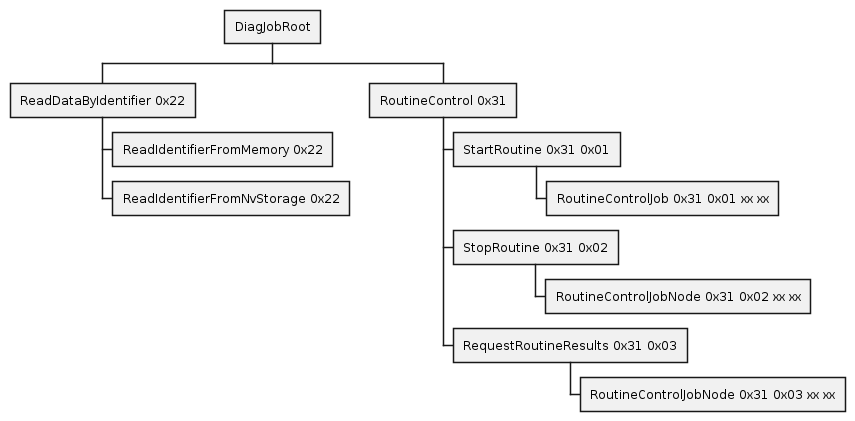 DiagJobRoot
ReadDataByIdentifier 0x22
ReadIdentifierFromMemory 0x22
ReadIdentifierFromNvStorage 0x22
RoutineControl 0x31
StartRoutine 0x31 0x01
RoutineControlJob 0x31 0x01 xx xx
StopRoutine 0x31 0x02
RoutineControlJobNode 0x31 0x02 xx xx
RequestRoutineResults 0x31 0x03
RoutineControlJobNode 0x31 0x03 xx xx